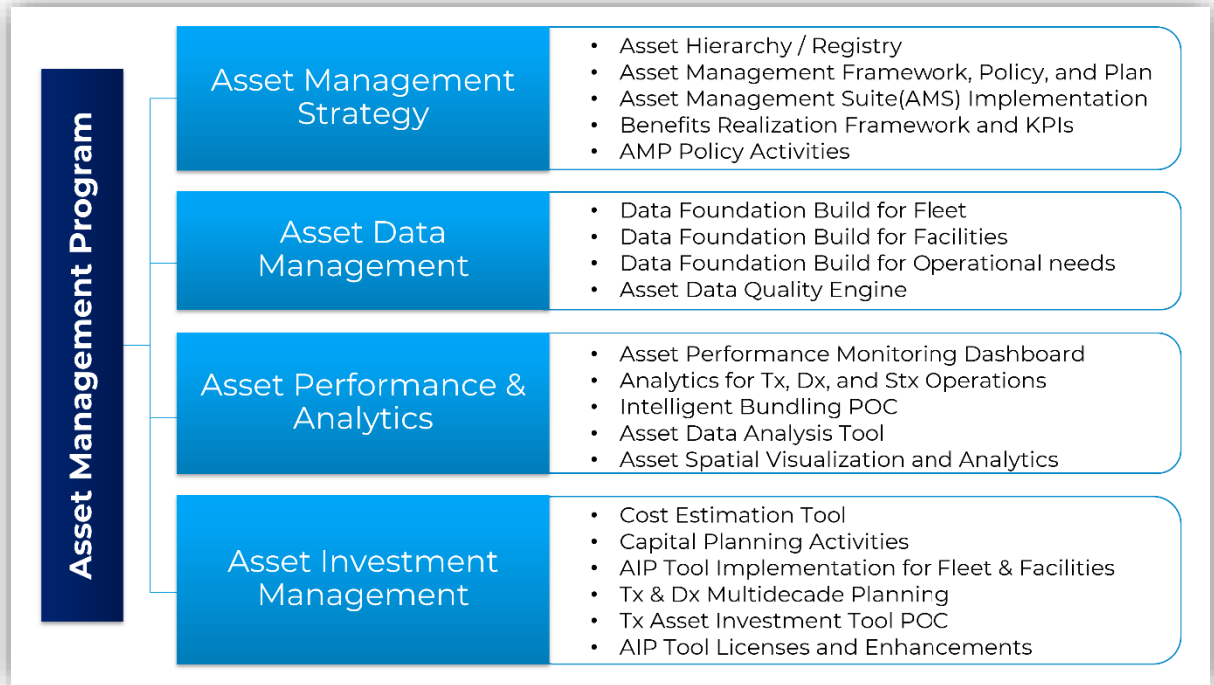 Asset Management Program
Asset Management
Strategy
• Asset Hierarchy / Registry
• Asset Management Framework, Policy, and Plan
• Asset Management Suite(AMS) Implementation
• Benefits Realization Framework and KPIs
• AMP Policy Activities
Asset Data
Management
• Data Foundation Build for Fleet
• Data Foundation Build for Facilities
• Data Foundation Build for Operational needs
• Asset Data Quality Engine
Asset Performance &
Analytics
• Asset Performance Monitoring Dashboard
• Analytics for Tx, Dx, and Stx Operations
• Intelligent Bundling POC
• Asset Data Analysis Tool
• Asset Spatial Visualization and Analytics
Asset Investment
Management
• Cost Estimation Tool
• Capital Planning Activities
• AIP Tool Implementation for Fleet & Facilities
• Tx & Dx Multidecade Planning
• Tx Asset Investment Tool POC
• AIP Tool Licenses and Enhancements